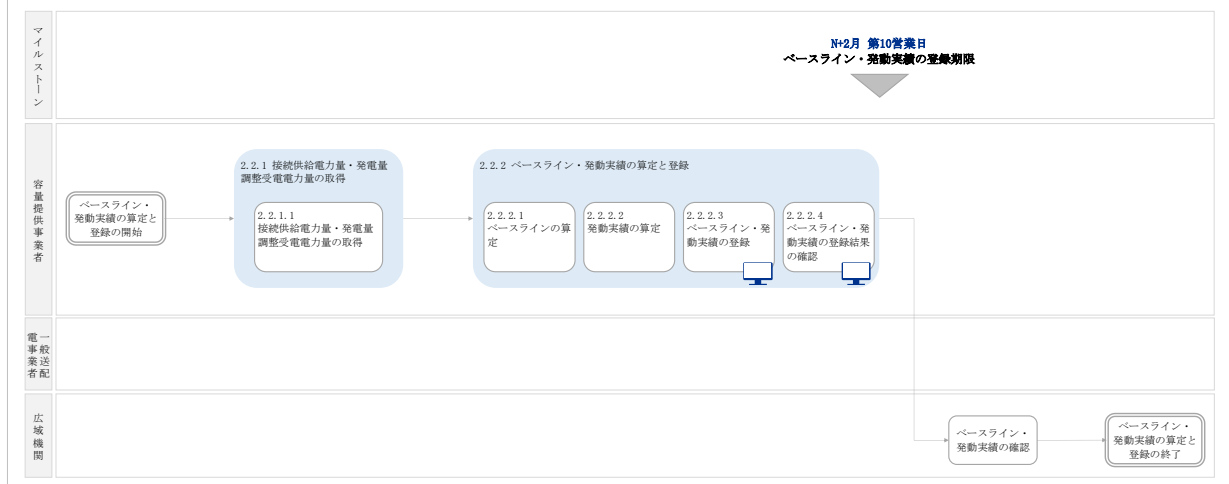 マイルストーン
N+2月 第10営業日
ベースライン・発動実績の登録期限
容量提供事業者
ベースライン・
発動実績の算定と
登録の開始
2.2.1 接続供給電力量・発電量
調整受電電力量の取得
2.2.1.1
接続供給電力量・発電量
調整受電電力量の取得
2.2.2 ベースライン・発動実績の算定と登録
2.2.2.1
ベースラインの算
定
2.2.2.2
発動実績の算定
2.2.2.3
ベースライン・発
動実績の登録
2.2.2.4
ベースライン・発
動実績の登録結果
の確認
一般送配
電事業者
広域機関
ベースライン・
発動実績の確認
ベースライン・
発動実績の算定と
登録の終了